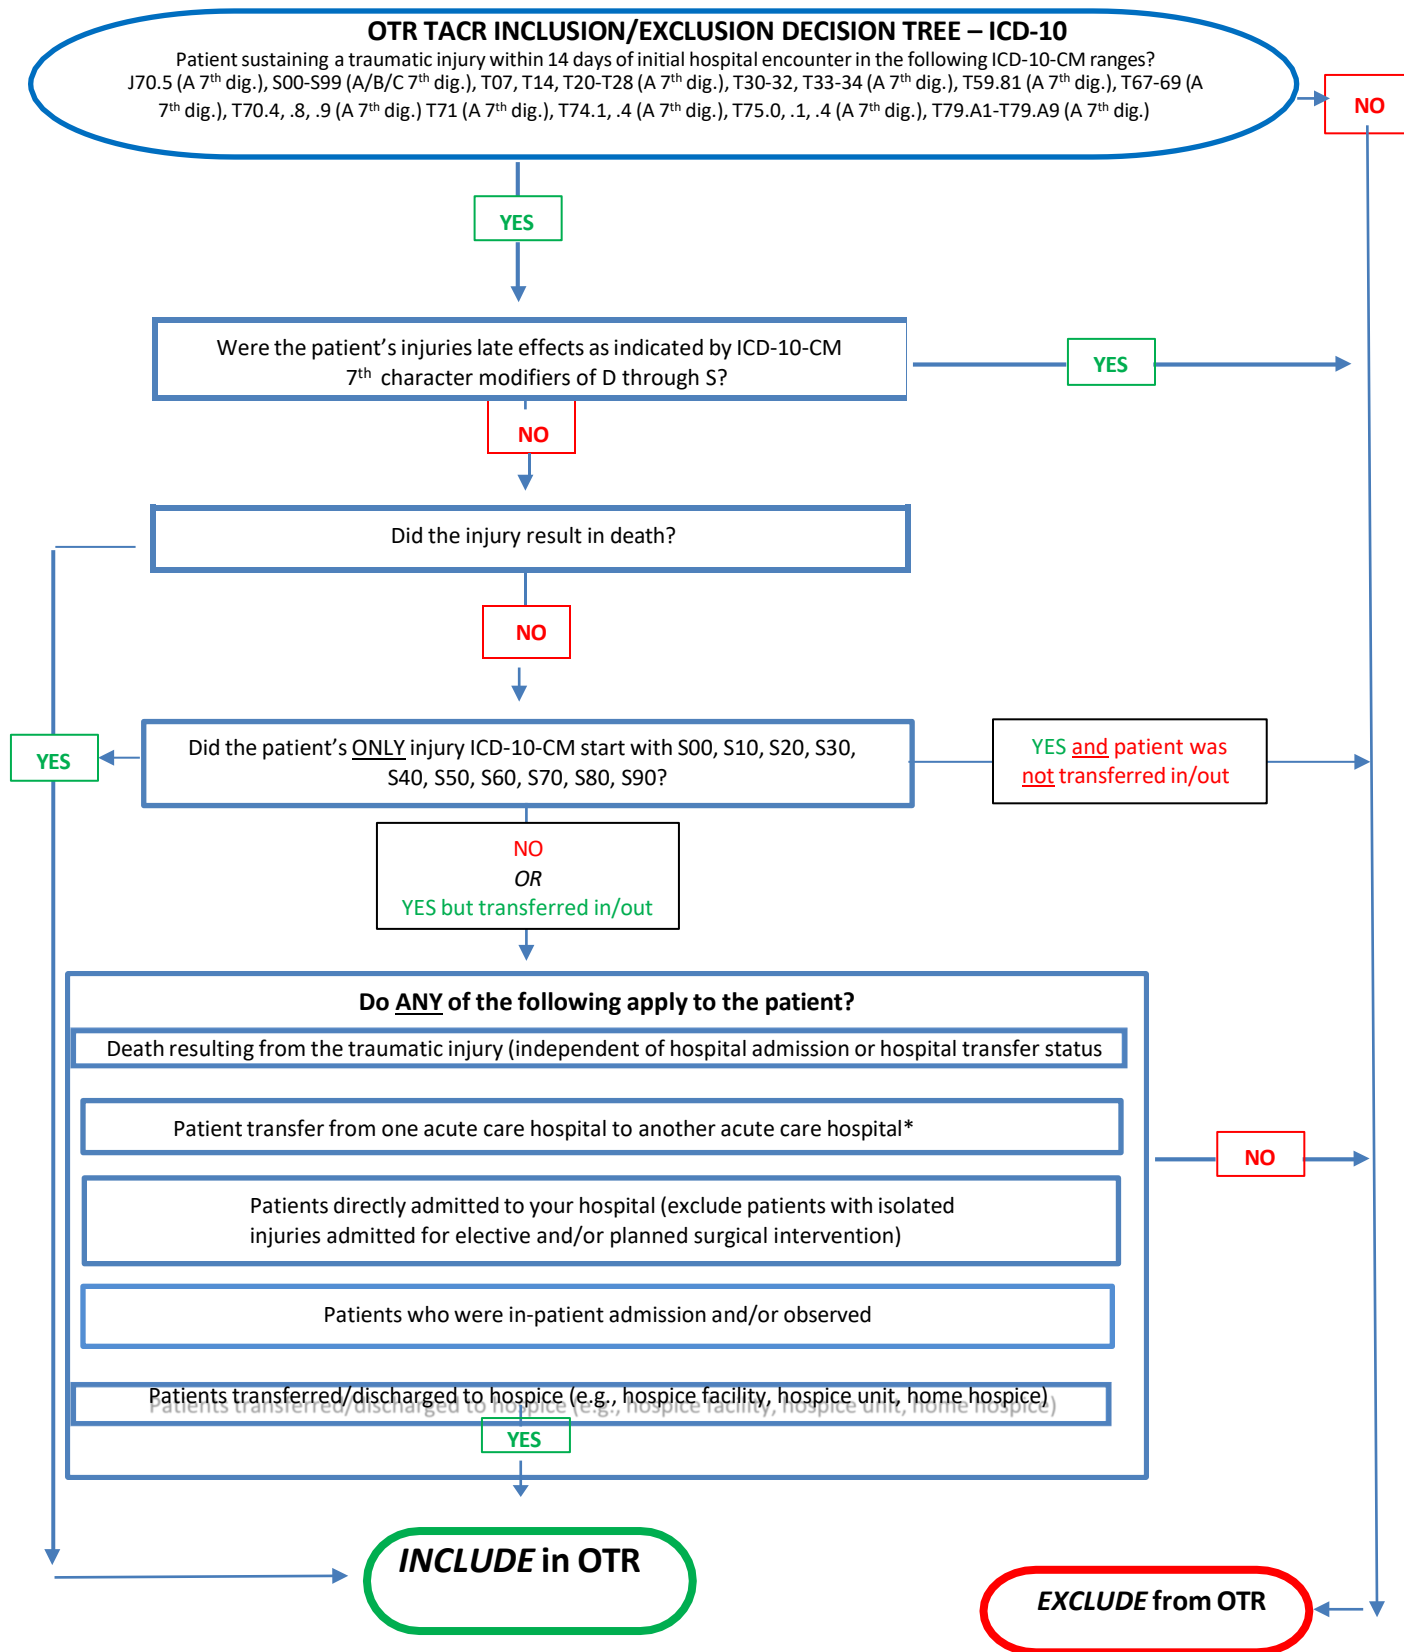 OTR TACR INCLUSION/EXCLUSION DECISION TREE – ICD-10
Patient sustaining a traumatic injury within 14 days of initial hospital encounter in the following ICD-10-CM ranges?
J70.5 (A 7th dig.), S00-S99 (A/B/C 7th dig.), T07, T14, T20-T28 (A 7th dig.), T30-32, T33-34 (A 7th dig.), T59.81 (A 7th dig.), T67-69 (A
7th dig.), T70.4, .8, .9 (A 7th dig.) T71 (A 7th dig.), T74.1, .4 (A 7th dig.), T75.0, .1, .4 (A 7th dig.), T79.A1-T79.A9 (A 7th dig.)
NO
YES
Were the patient’s injuries late effects as indicated by ICD-10-CM
7th character modifiers of D through S?
YES
NO
Did the injury result in death?
NO
YES
Did the patient’s ONLY injury ICD-10-CM start with S00, S10, S20, S30,
S40, S50, S60, S70, S80, S90?
YES and patient was
not transferred in/out
NO
OR
YES but transferred in/out
Do ANY of the following apply to the patient?
Death resulting from the traumatic injury (independent of hospital admission or hospital transfer status
Patient transfer from one acute care hospital to another acute care hospital*
NO
Patients directly admitted to your hospital (exclude patients with isolated
injuries admitted for elective and/or planned surgical intervention)
Patients who were in-patient admission and/or observed
Patients transferred/discharged to hospice (e.g., hospice facility, hospice unit, home hospice)
Patients transferred/discharged to hospice (e.g., hospice facility, hospice unit, home hospice)
YES
INCLUDE in OTR
EXCLUDE from OTR